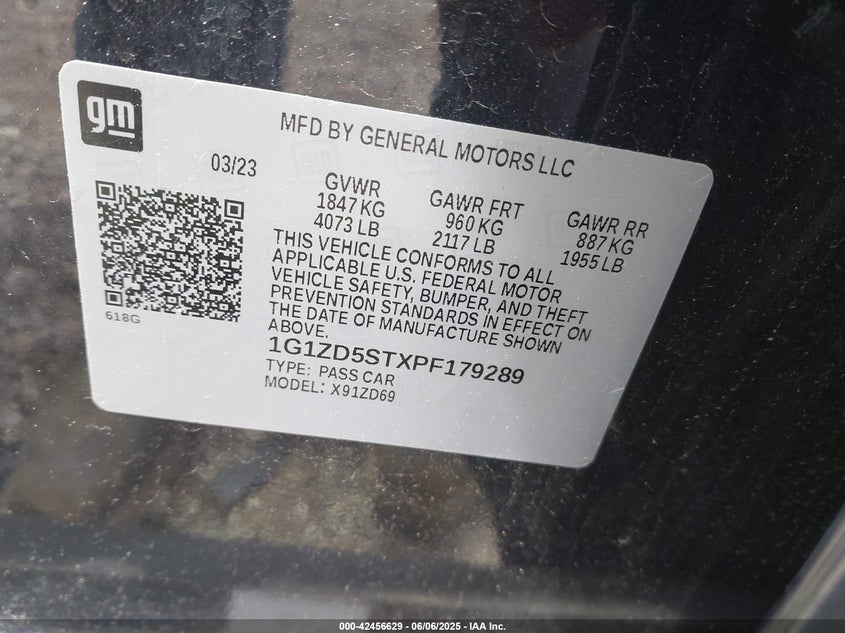 gm
MFD BY GENERAL MOTORS LLC
03/23
GVWR
1847 KG
4073 LB
GAWR FRT
960 KG
2117 LB
GAWR RR
887 KG
1955 LB
THIS VEHICLE CONFORMS TO ALL
APPLICABLE U.S. FEDERAL MOTOR
VEHICLE SAFETY, BUMPER, AND THEFT
PREVENTION STANDARDS IN EFFECT ON
THE DATE OF MANUFACTURE SHOWN
ABOVE.
618G
1G1ZD5STXPF179289
TYPE: PASS CAR
MODEL: X91ZD69
000-42456629 - 06/06/2025 - IAA Inc.